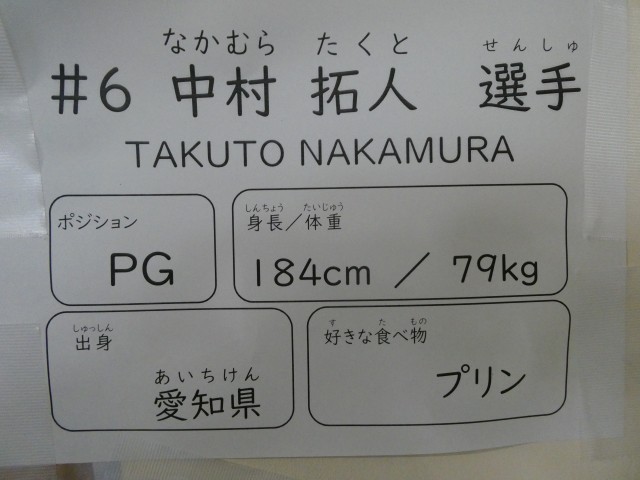 なかむら たくと せんしゅ
#6 中村 拓人 選手
TAKUTO NAKAMURA
ポジション
PG
しんちょう たいじゅう
身長/体重
184cm / 79kg
しゅっしん
出身
あいちけん
愛知県
す た もの
好きな食べ物
プリン